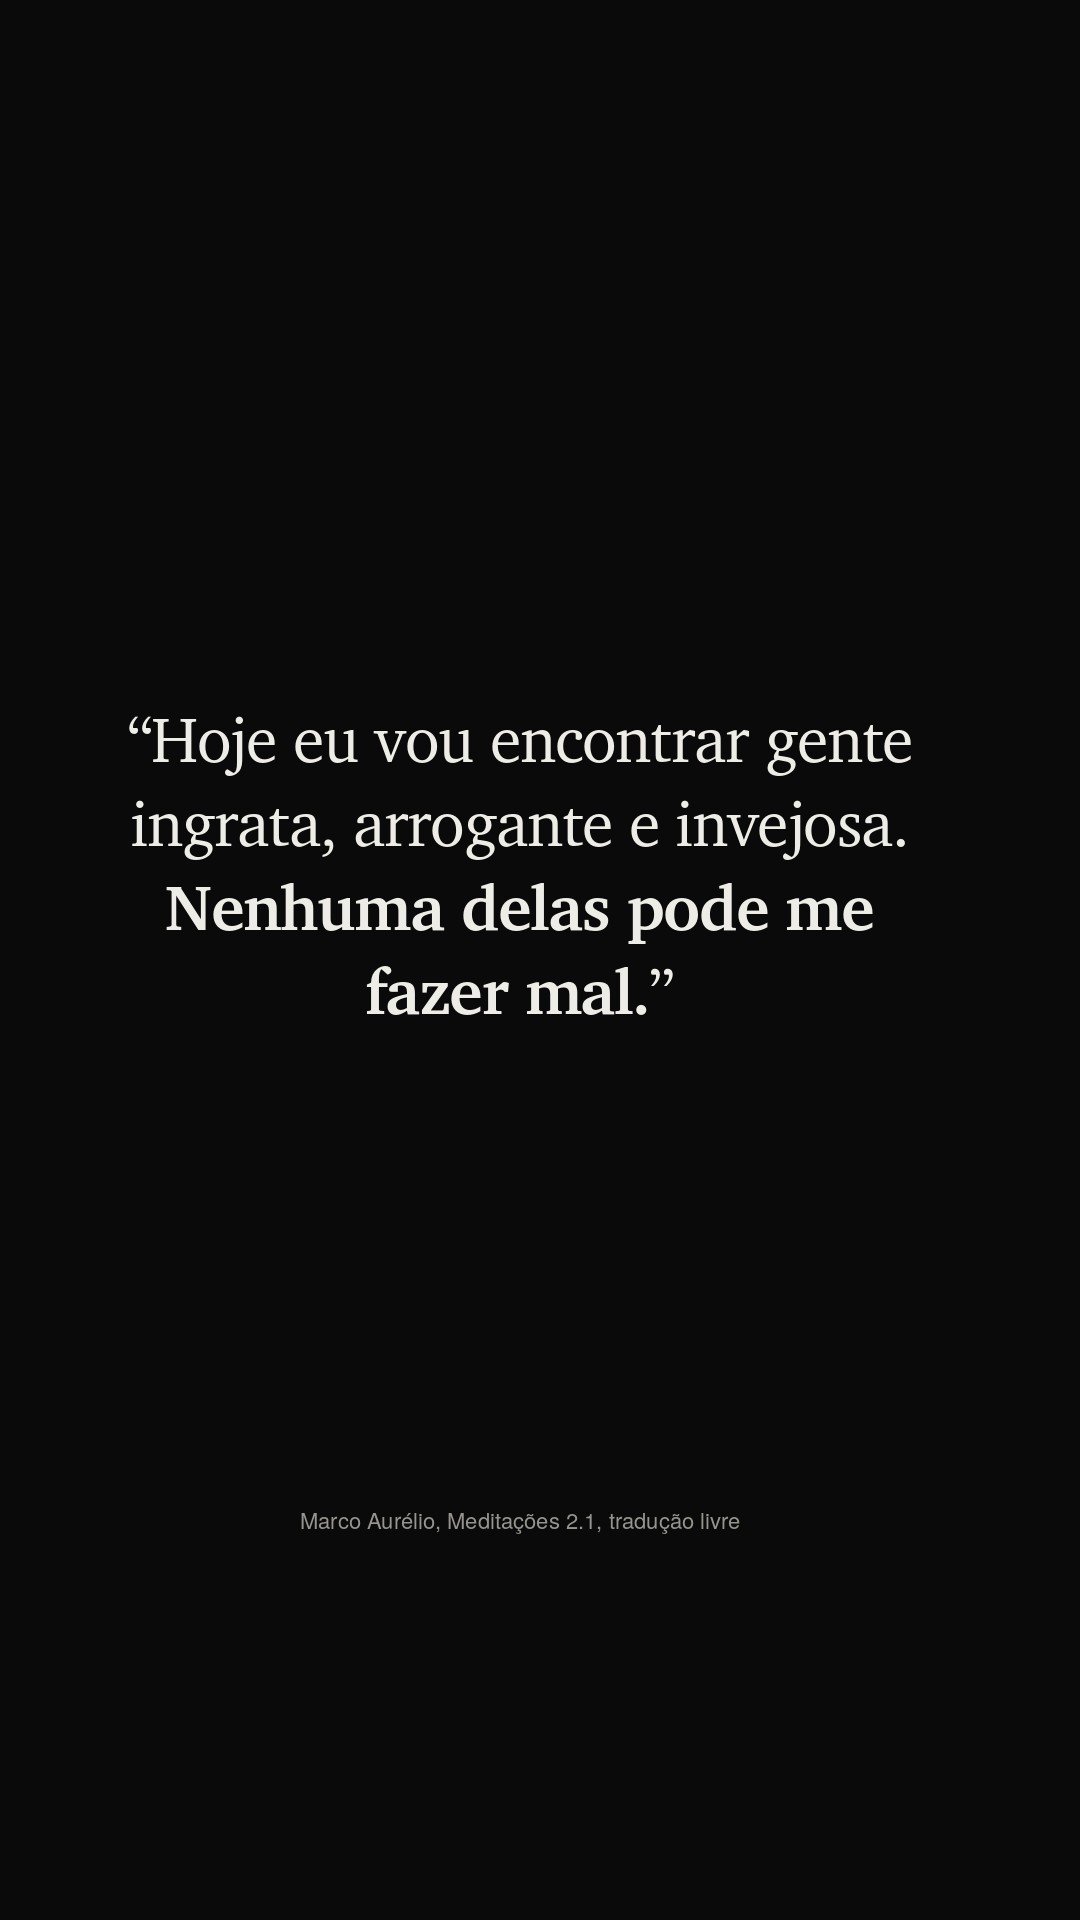 “Hoje eu vou encontrar gente
ingrata, arrogante e invejosa.
Nenhuma delas pode me
fazer mal.”
Marco Aurélio, Meditações 2.1, tradução livre